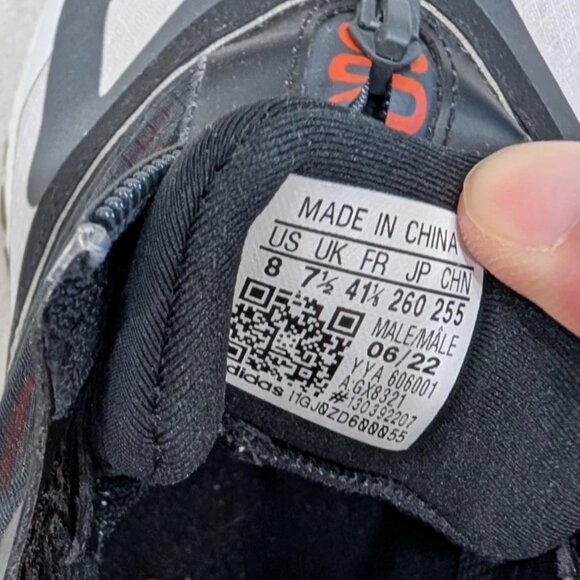 MADE IN CHINA
US UK FR JP CHN
8 7½ 41⅓ 260 255
MALE/MÂLE
06/22
YYA 606001
A:GX8321
#130392207
adidas 11GJ0ZD600055